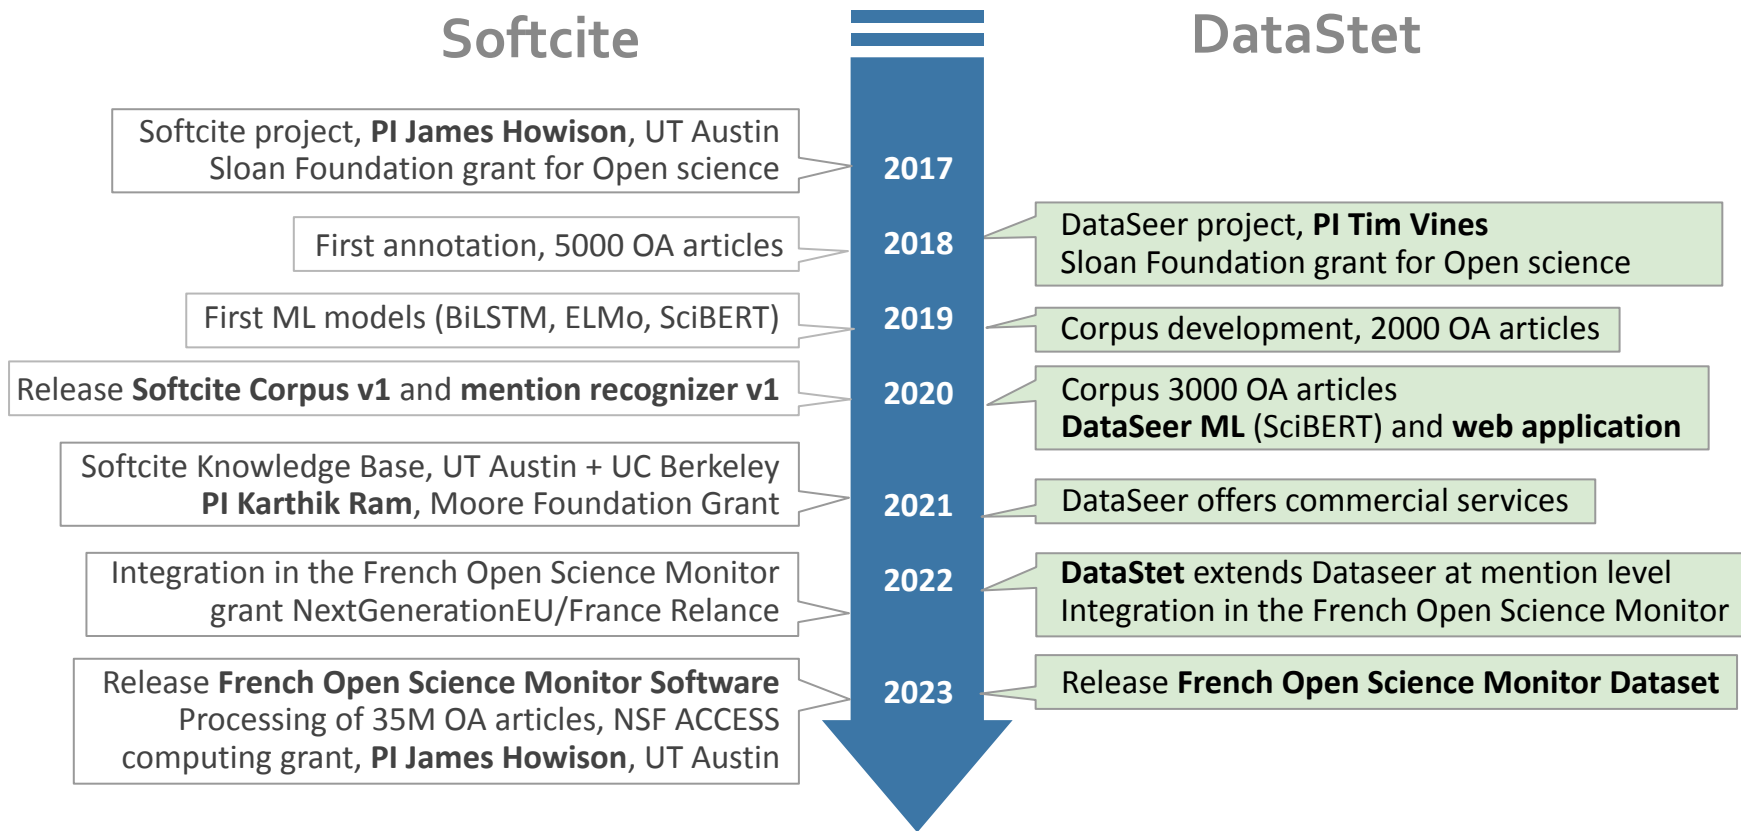 Softcite
DataStet
Softcite project, PI James Howison, UT Austin
Sloan Foundation grant for Open science
2017
First annotation, 5000 OA articles
2018
DataSeer project, PI Tim Vines
Sloan Foundation grant for Open science
First ML models (BiLSTM, ELMo, SciBERT)
2019
Corpus development, 2000 OA articles
Release Softcite Corpus v1 and mention recognizer v1
2020
Corpus 3000 OA articles
DataSeer ML (SciBERT) and web application
Softcite Knowledge Base, UT Austin + UC Berkeley
PI Karthik Ram, Moore Foundation Grant
2021
DataSeer offers commercial services
Integration in the French Open Science Monitor
grant NextGenerationEU/France Relance
2022
DataStet extends Dataseer at mention level
Integration in the French Open Science Monitor
Release French Open Science Monitor Software
Processing of 35M OA articles, NSF ACCESS
computing grant, PI James Howison, UT Austin
2023
Release French Open Science Monitor Dataset